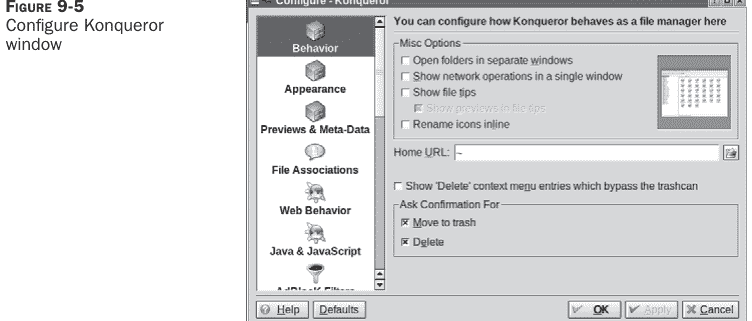 FIGURE 9-5
Configure Konqueror
window
Configure - Konqueror
Behavior
Appearance
Previews & Meta-Data
File Associations
Web Behavior
Java & JavaScript
AdBlocK Filters
You can configure how Konqueror behaves as a file manager here
Misc Options
Open folders in separate windows
Show network operations in a single window
Show file tips
Show previews in file tips
Rename icons inline
Home URL: ~
Show 'Delete' context menu entries which bypass the trashcan
Ask Confirmation For
Move to trash
Delete
Help Defaults OK Apply Cancel